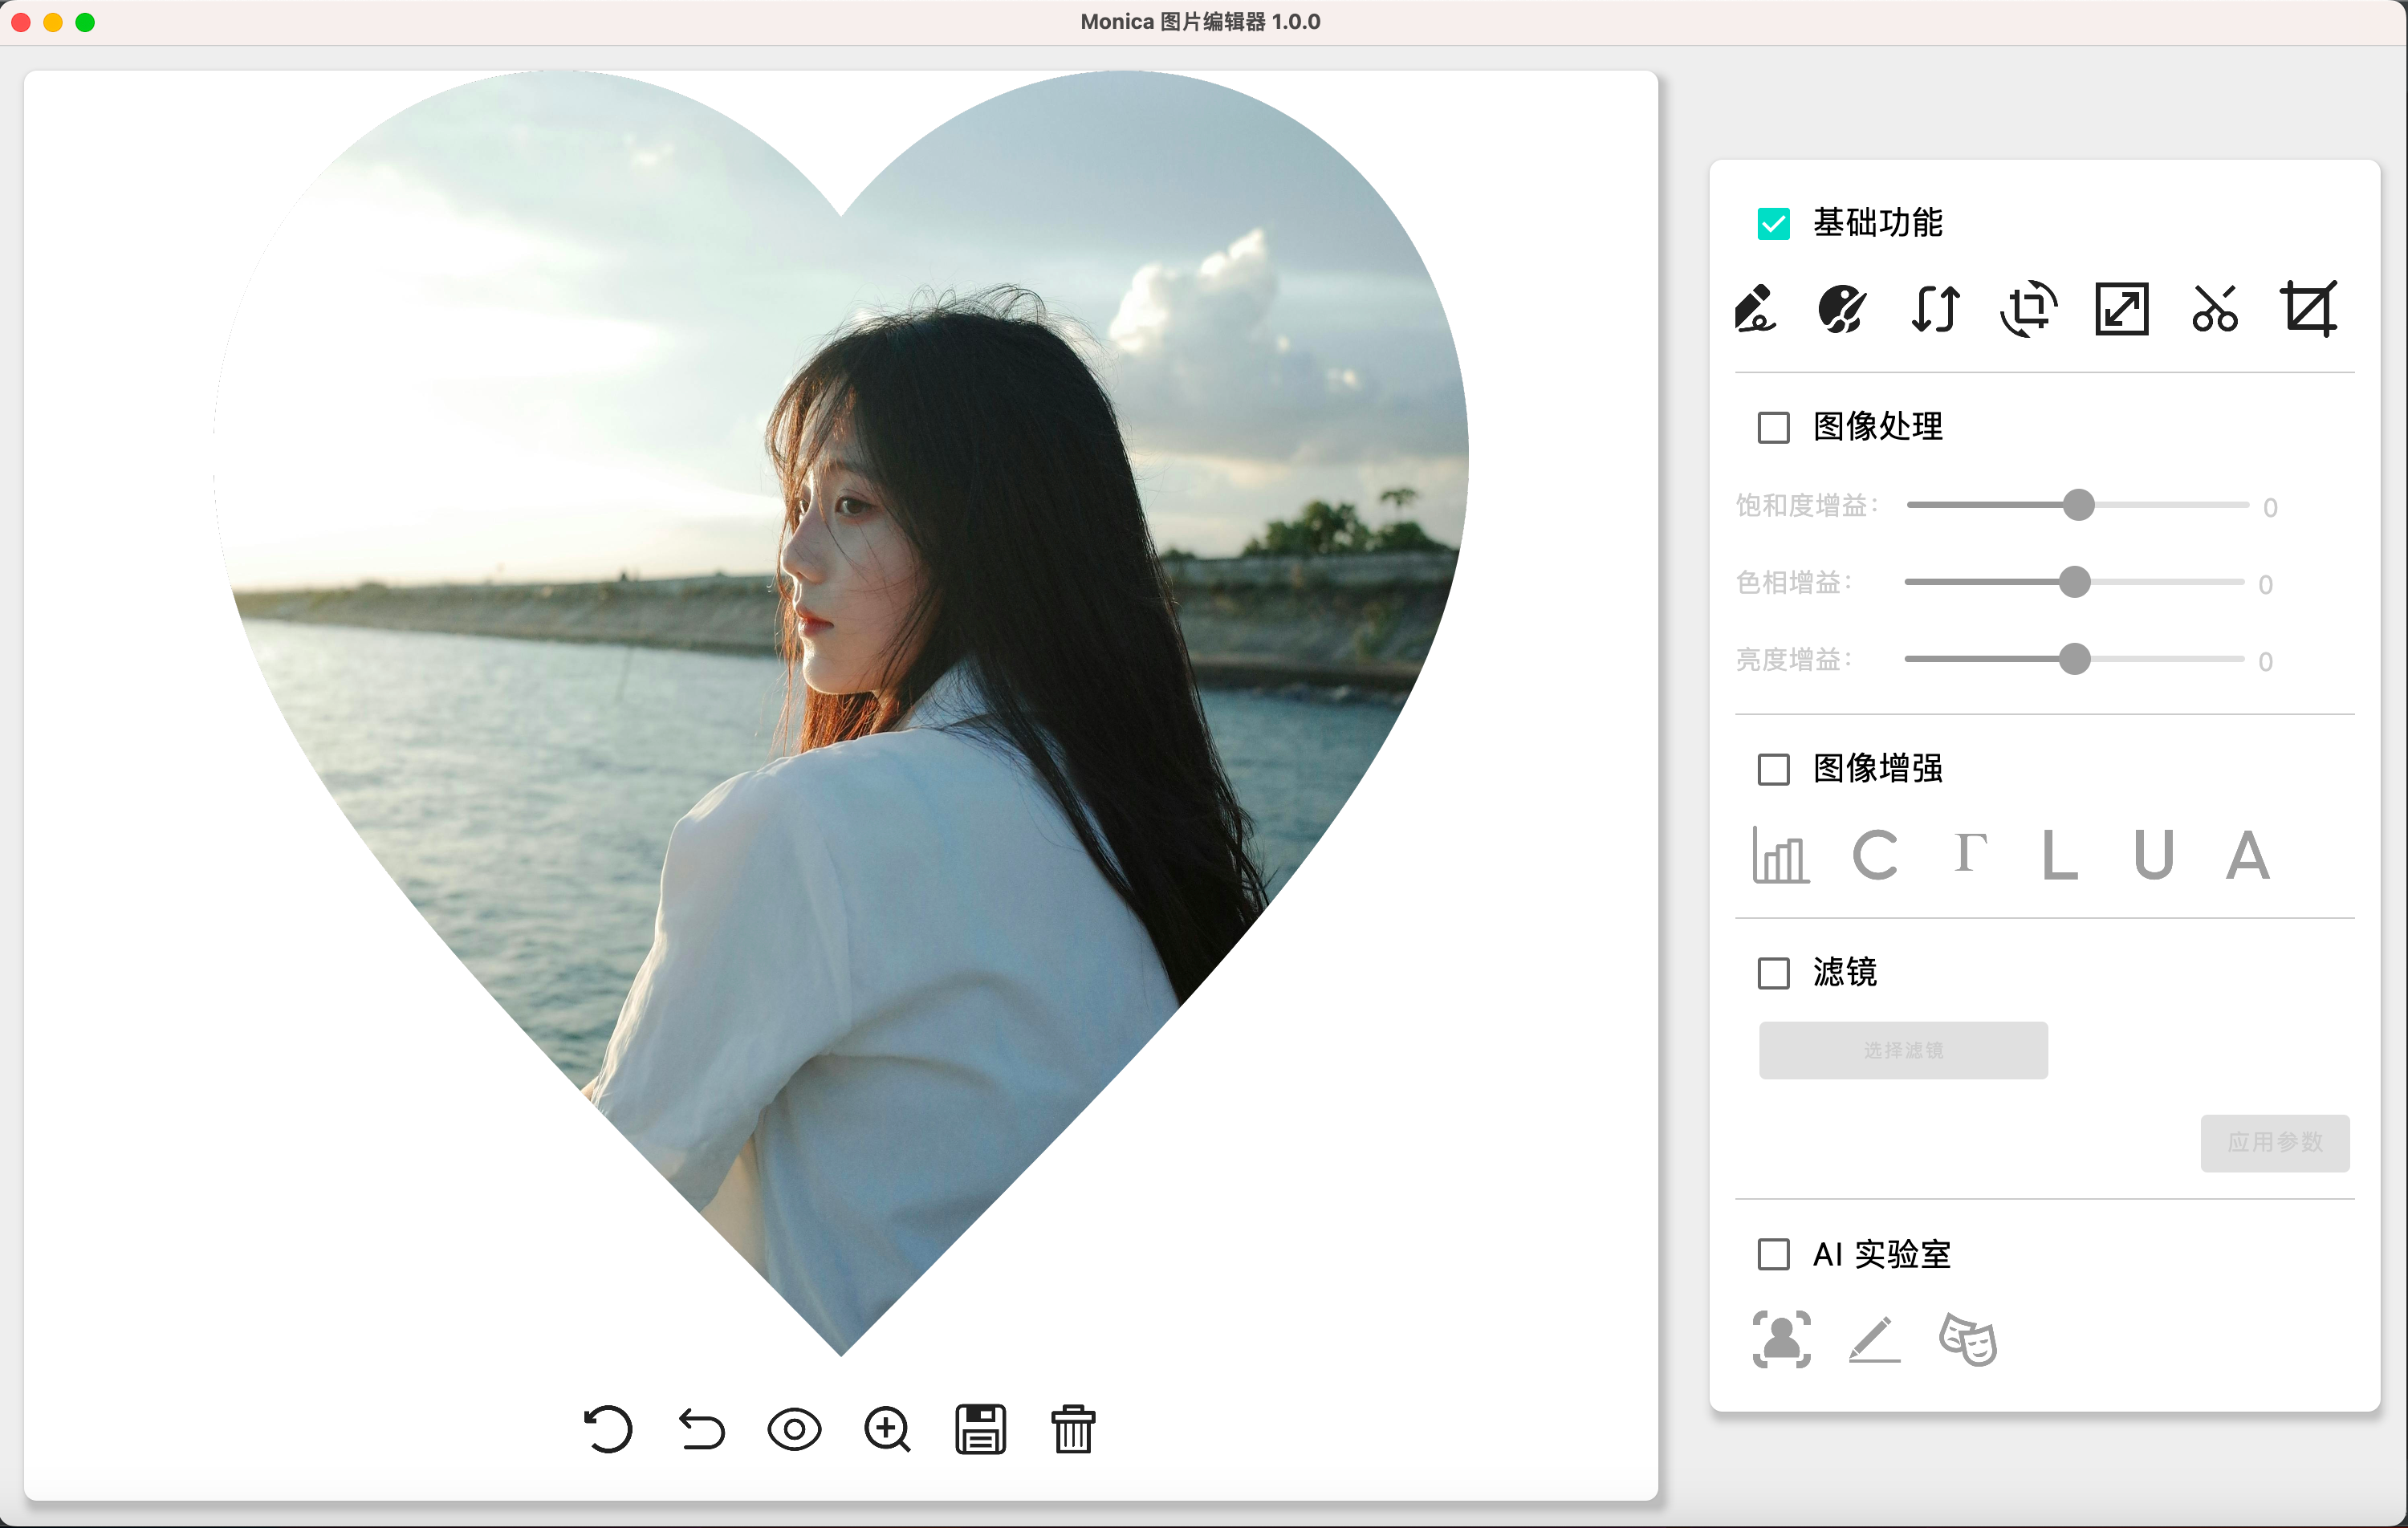 Monica 图片编辑器 1.0.0
基础功能
图像处理
饱和度增益：
0
色相增益：
0
亮度增益：
0
图像增强
C Γ L U A
滤镜
选择滤镜
应用参数
AI 实验室